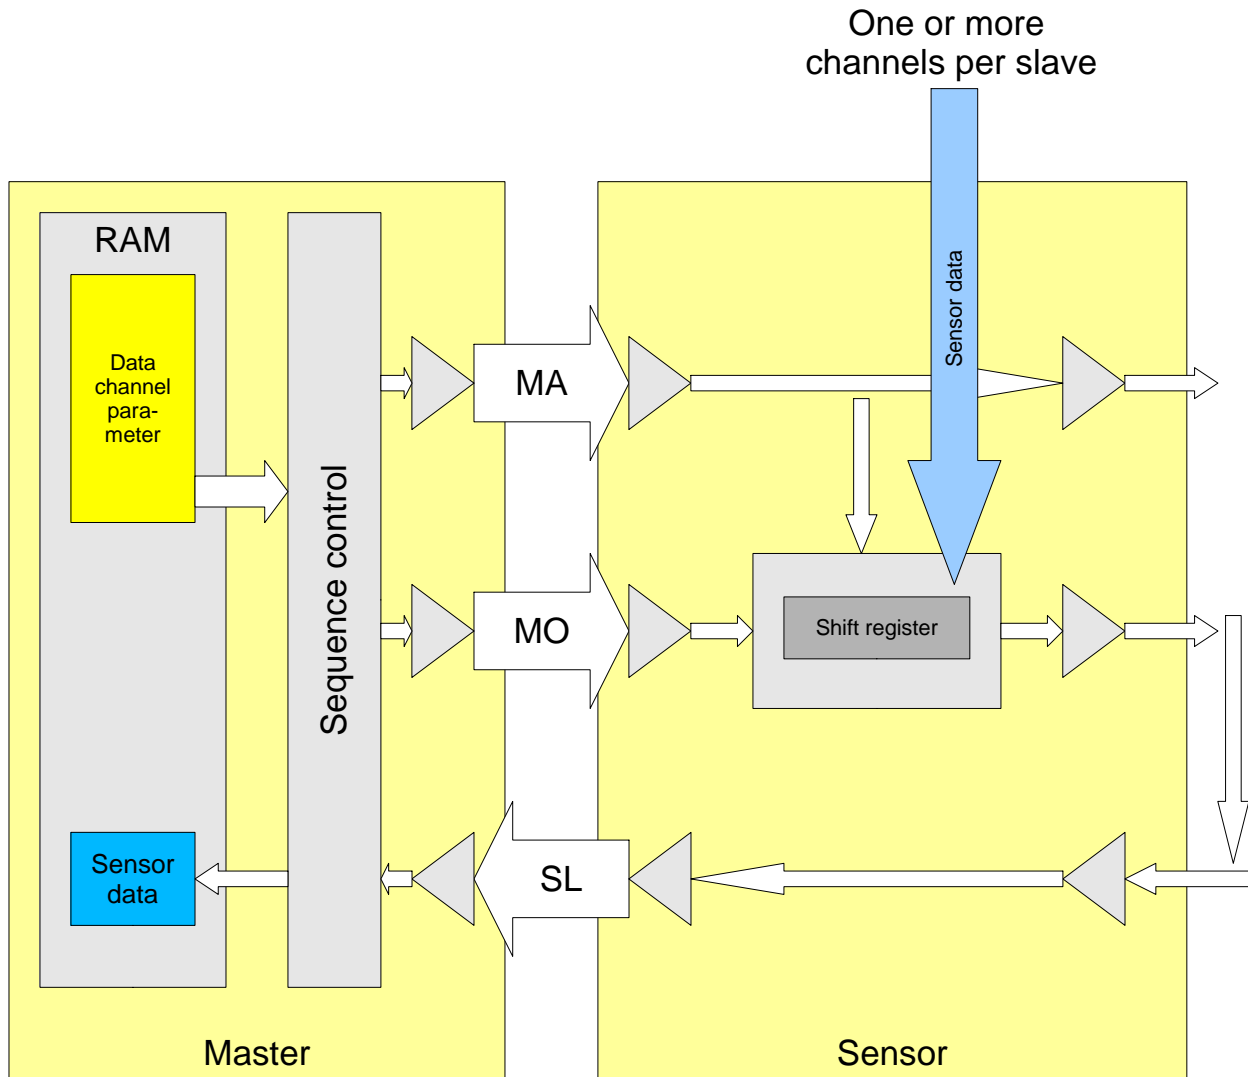 One or more
channels per slave
RAM
Data
channel
para-
meter
Sequence control
MA
MO
SL
Sensor
data
Master
Sensor data
Shift register
Sensor